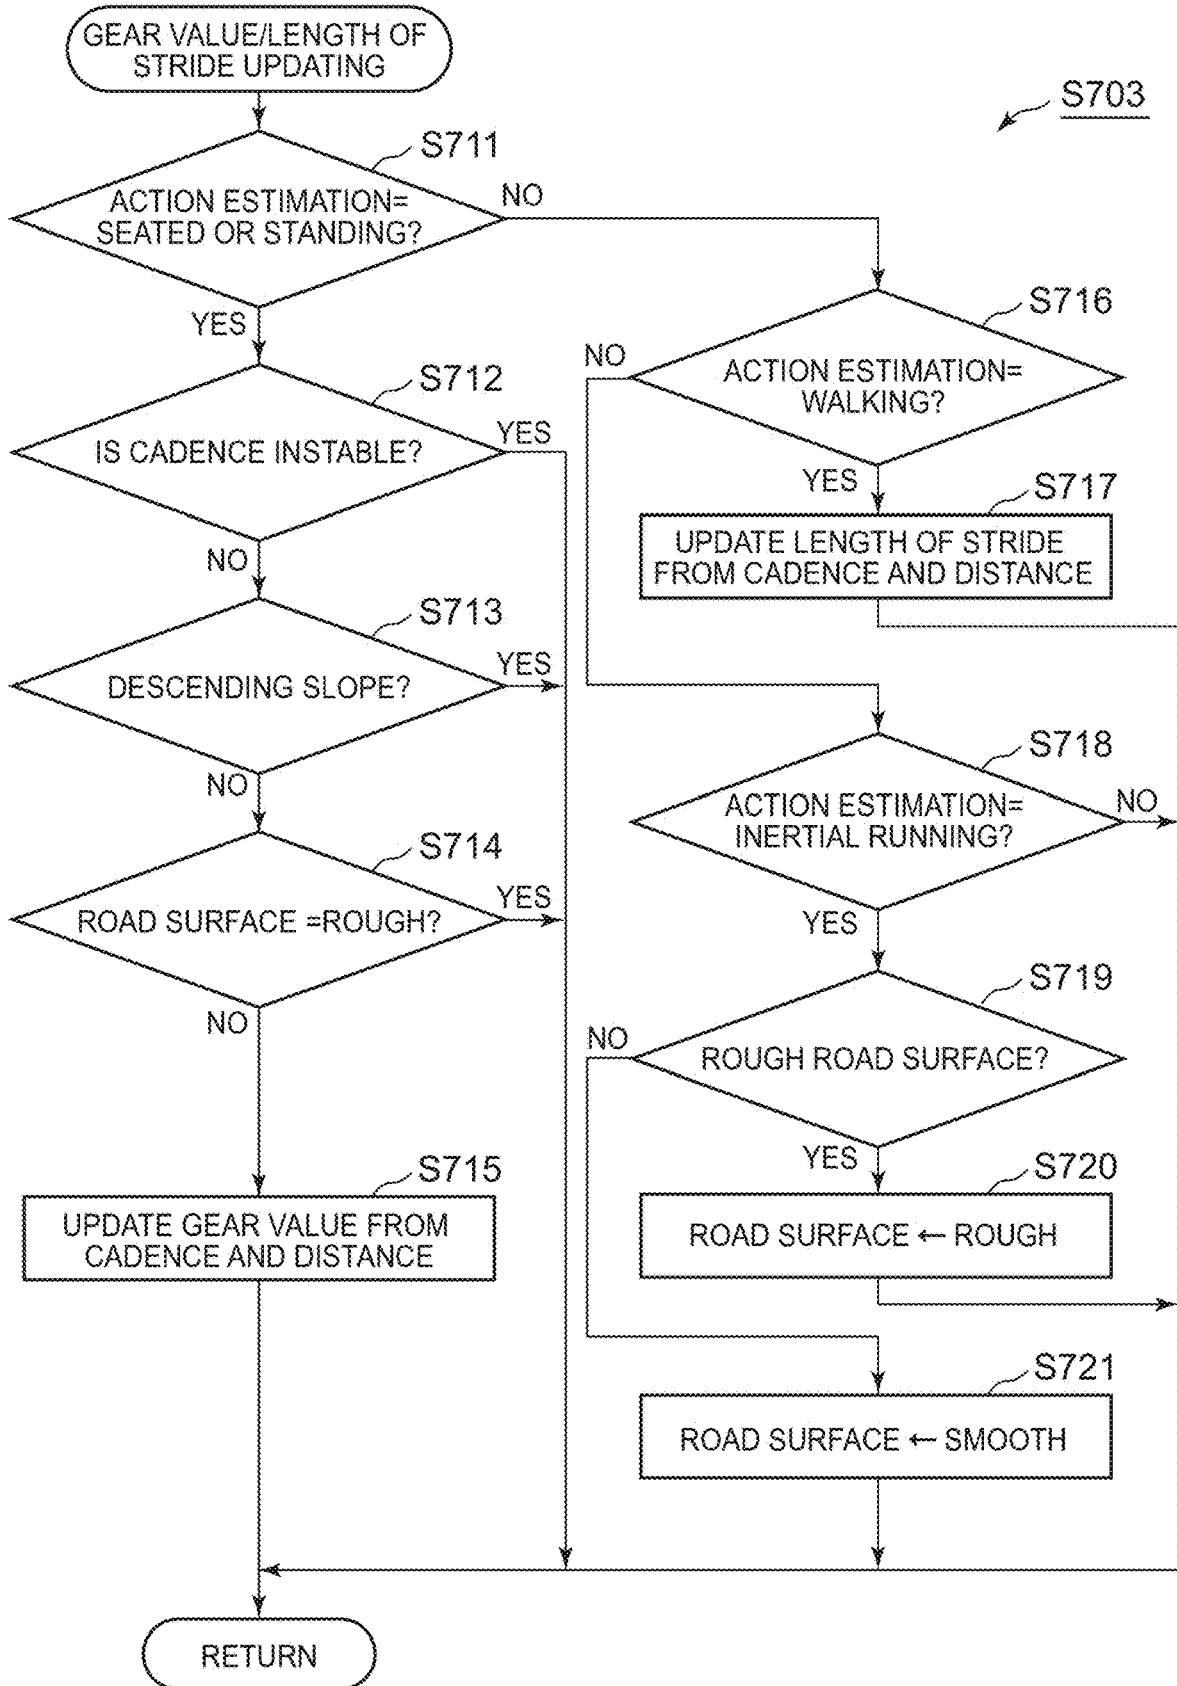 GEAR VALUE/LENGTH OF
STRIDE UPDATING
S703
S711
ACTION ESTIMATION=
SEATED OR STANDING?
NO
YES
S712
IS CADENCE INSTABLE?
YES
NO
S713
DESCENDING SLOPE?
YES
NO
S714
ROAD SURFACE =ROUGH?
YES
NO
S715
UPDATE GEAR VALUE FROM
CADENCE AND DISTANCE
S716
ACTION ESTIMATION=
WALKING?
NO
YES
S717
UPDATE LENGTH OF STRIDE
FROM CADENCE AND DISTANCE
S718
ACTION ESTIMATION=
INERTIAL RUNNING?
NO
YES
S719
ROUGH ROAD SURFACE?
NO
YES
S720
ROAD SURFACE ← ROUGH
S721
ROAD SURFACE ← SMOOTH
RETURN